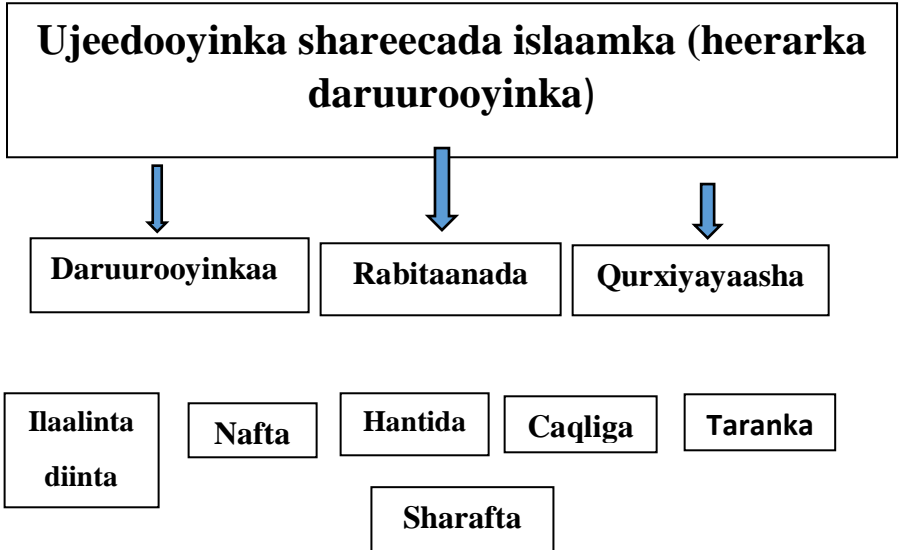 Ujeedooyinka shareecada islaamka (heerarka
daruurooyinka)
Daruurooyinkaa
Rabitaanada
Qurxiyayaasha
Ilaalinta
diinta
Nafta
Hantida
Caqliga
Taranka
Sharafta